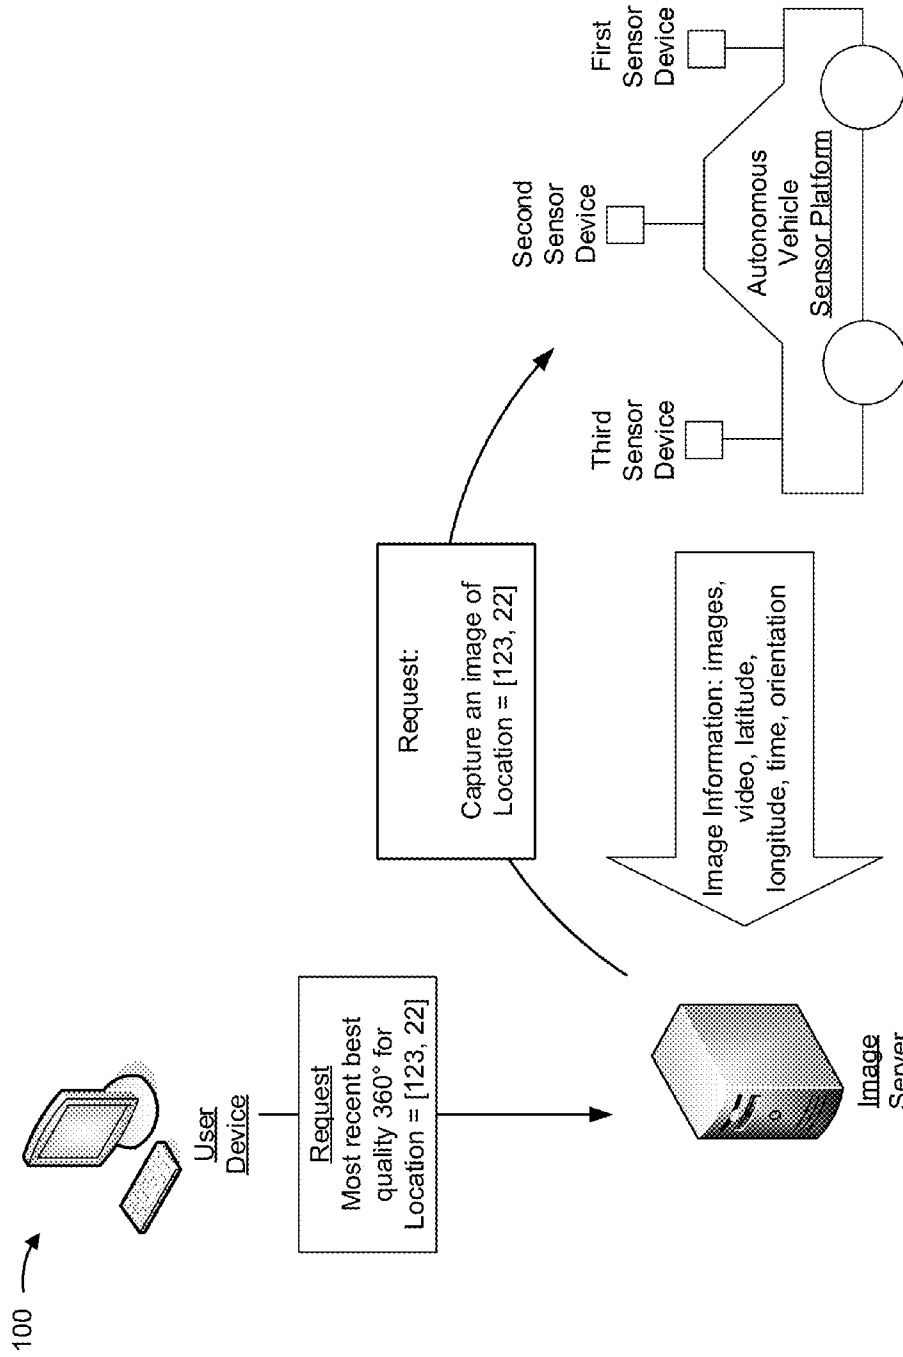 100
User
Device
Request
Most recent best
quality 360° for
Location = [123, 22]
Image
Server
Request:
Capture an image of
Location = [123, 22]
Image Information: images,
video, latitude,
longitude, time, orientation
Third
Sensor
Device
Second
Sensor
Device
First
Sensor
Device
Autonomous
Vehicle
Sensor Platform